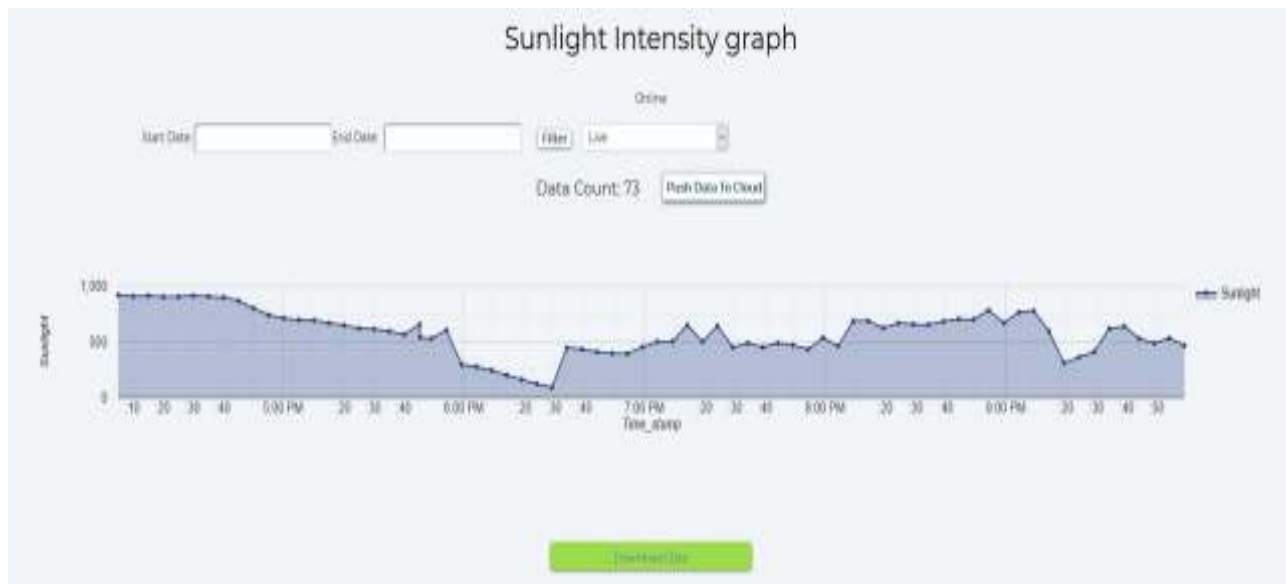 Sunlight Intensity graph
Online
Start Date
End Date
Filter
Live
Data Count: 73
Push Data To Cloud
1,000
500
0
Sunlight
Sunlight
:10 :20 :30 :40 5:00 PM :20 :30 :40 6:00 PM :20 :30 :40 7:00 PM :20 :30 :40 8:00 PM :20 :30 :40 9:00 PM :20 :30 :40 :50
Time_stamp
Download Data